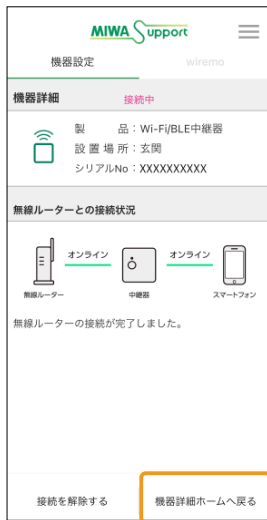 MIWA Support
機器設定 wiremo
機器詳細 接続中
製　　品：Wi-Fi/BLE中継器
設置場所：玄関
シリアルNo：XXXXXXXXXX
無線ルーターとの接続状況
オンライン オンライン
無線ルーター 中継器 スマートフォン
無線ルーターの接続が完了しました。
接続を解除する 機器詳細ホームへ戻る